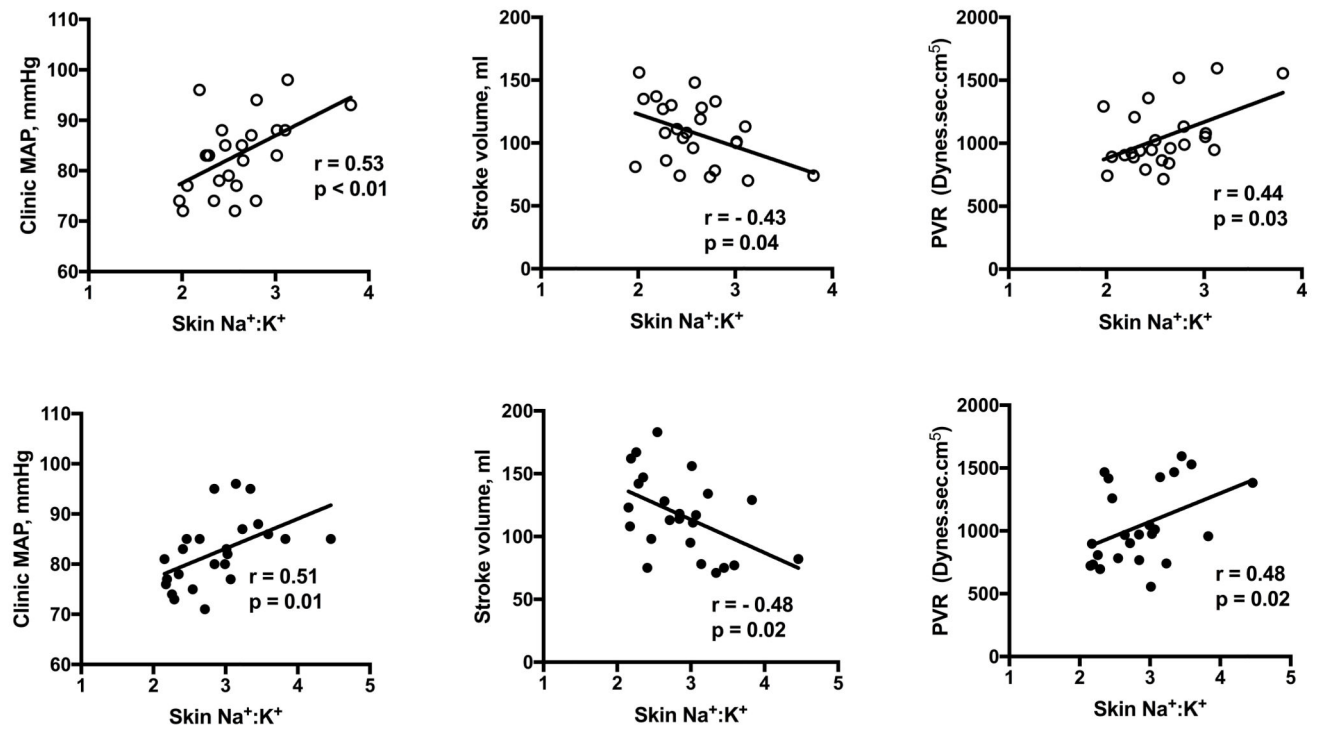 110
100
90
80
70
60
Clinic MAP, mmHg
r = 0.53
p < 0.01
1 2 3 4
Skin Na⁺:K⁺
200
150
100
50
0
Stroke volume, ml
r = - 0.43
p = 0.04
1 2 3 4
Skin Na⁺:K⁺
2000
1500
1000
500
0
PVR (Dynes.sec.cm⁵)
r = 0.44
p = 0.03
1 2 3 4
Skin Na⁺:K⁺
110
100
90
80
70
60
Clinic MAP, mmHg
r = 0.51
p = 0.01
1 2 3 4 5
Skin Na⁺:K⁺
200
150
100
50
0
Stroke volume, ml
r = - 0.48
p = 0.02
1 2 3 4 5
Skin Na⁺:K⁺
2000
1500
1000
500
0
PVR (Dynes.sec.cm⁵)
r = 0.48
p = 0.02
1 2 3 4 5
Skin Na⁺:K⁺